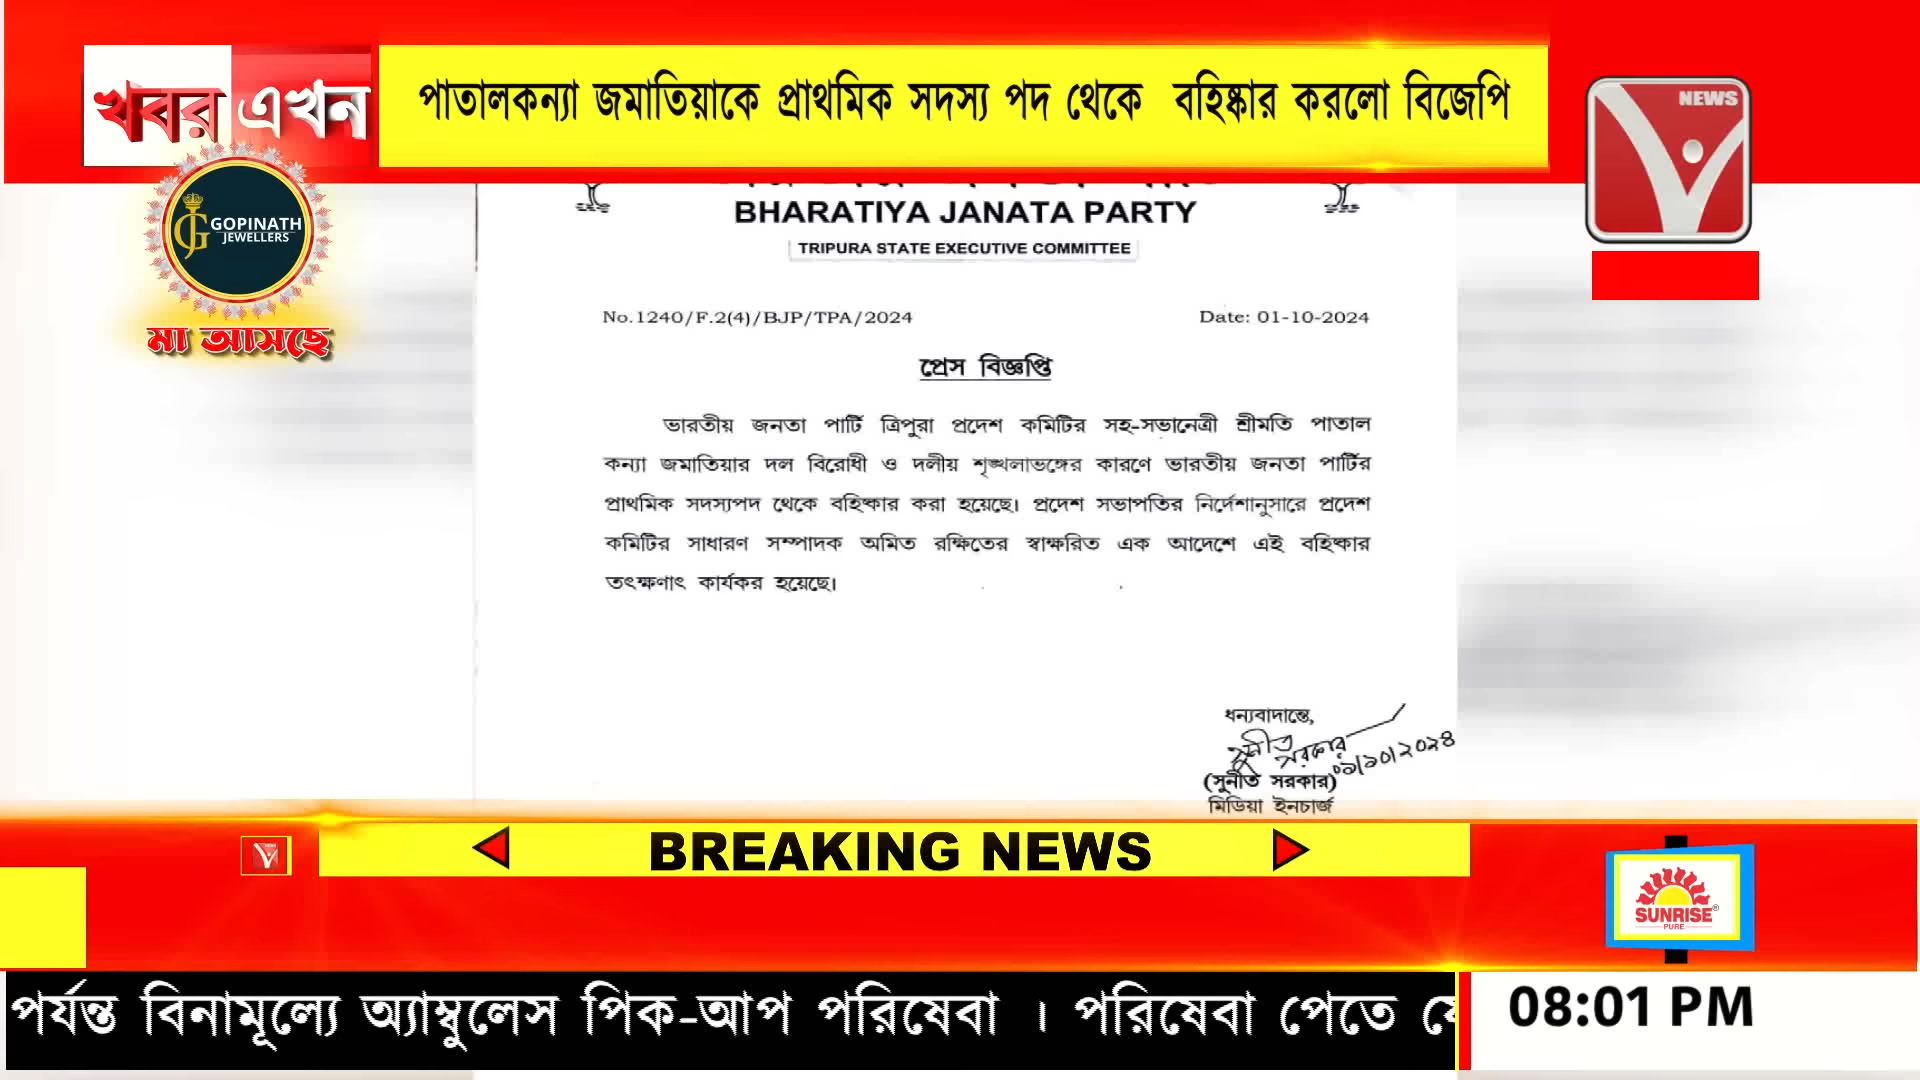 খবর এখন
পাতালকন্যা জমাতিয়াকে প্রাথমিক সদস্য পদ থেকে বহিষ্কার করলো বিজেপি
NEWS
GOPINATH
JEWELLERS
মা আসছে
BHARATIYA JANATA PARTY
TRIPURA STATE EXECUTIVE COMMITTEE
No.1240/F.2(4)/BJP/TPA/2024
Date: 01-10-2024
প্রেস বিজ্ঞপ্তি
ভারতীয় জনতা পার্টি ত্রিপুরা প্রদেশ কমিটির সহ-সভানেত্রী শ্রীমতি পাতাল
কন্যা জমাতিয়ার দল বিরোধী ও দলীয় শৃঙ্খলাভঙ্গের কারণে ভারতীয় জনতা পার্টির
প্রাথমিক সদস্যপদ থেকে বহিষ্কার করা হয়েছে। প্রদেশ সভাপতির নির্দেশানুসারে প্রদেশ
কমিটির সাধারণ সম্পাদক অমিত রক্ষিতের স্বাক্ষরিত এক আদেশে এই বহিষ্কার
তৎক্ষণাৎ কার্যকর হয়েছে।
ধন্যবাদান্তে,
সুনীত সরকার
০১/১০/২০২৪
(সুনীত সরকার)
মিডিয়া ইনচার্জ
BREAKING NEWS
SUNRISE
PURE
পর্যন্ত বিনামূল্যে অ্যাম্বুলেস পিক-আপ পরিষেবা । পরিষেবা পেতে
08:01 PM